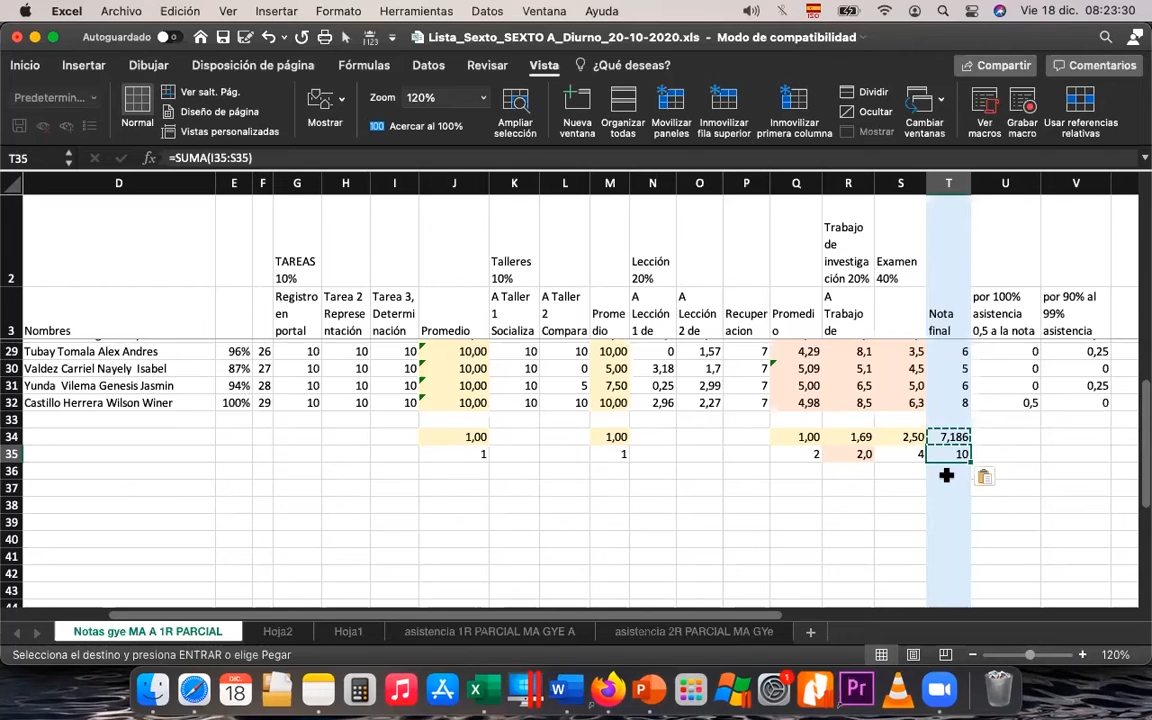 Excel Archivo Edición Ver Insertar Formato Herramientas Datos Ventana Ayuda ISO Vie 18 dic. 08:23:30
Autoguardado Lista_Sexto_SEXTO A_Diurno_20-10-2020.xls - Modo de compatibilidad
Inicio Insertar Dibujar Disposición de página Fórmulas Datos Revisar Vista ¿Qué deseas? Compartir Comentarios
Predetermin... Ver salt. Pág. Zoom 120% Dividir
Diseño de página Ocultar
Normal Vistas personalizadas Mostrar 100 Acercar al 100% Ampliar selección Nueva ventana Organizar todas Movilizar paneles Inmovilizar fila superior Inmovilizar primera columna Mostrar Cambiar ventanas Ver macros Grabar macro Usar referencias relativas
T35 fx =SUMA(I35:S35)
D E F G H I J K L M N O P Q R S T U V
2 TAREAS 10% Talleres 10% Lección 20% Trabajo de investiga ción 20% Examen 40%
3 Nombres Registro en portal Tarea 2 Represe ntación Tarea 3, Determi nación Promedio A Taller 1 Socializa A Taller 2 Compara Prome dio A Lección 1 de A Lección 2 de Recuper acion Promedi o A Trabajo de Nota final por 100% asistencia 0,5 a la nota por 90% al 99% asistencia
29 Tubay Tomala Alex Andres 96% 26 10 10 10 10,00 10 10 10,00 0 1,57 7 4,29 8,1 3,5 6 0 0,25
30 Valdez Carriel Nayely Isabel 87% 27 10 10 10 10,00 10 0 5,00 3,18 1,7 7 5,09 5,1 4,5 5 0 0
31 Yunda Vilema Genesis Jasmin 94% 28 10 10 10 10,00 10 5 7,50 0,25 2,99 7 5,00 6,5 5,0 6 0 0,25
32 Castillo Herrera Wilson Winer 100% 29 10 10 10 10,00 10 10 10,00 2,96 2,27 7 4,98 8,5 6,3 8 0,5 0
33
34 1,00 1,00 1,00 1,69 2,50 7,186
35 1 1 2 2,0 4 10
36
37
38
39
40
41
42
43
Notas gye MA A 1R PARCIAL Hoja2 Hoja1 asistencia 1R PARCIAL MA GYE A asistencia 2R PARCIAL MA GYe
Selecciona el destino y presiona ENTRAR o elige Pegar 120%
DIC. 18 X W P Pr 1